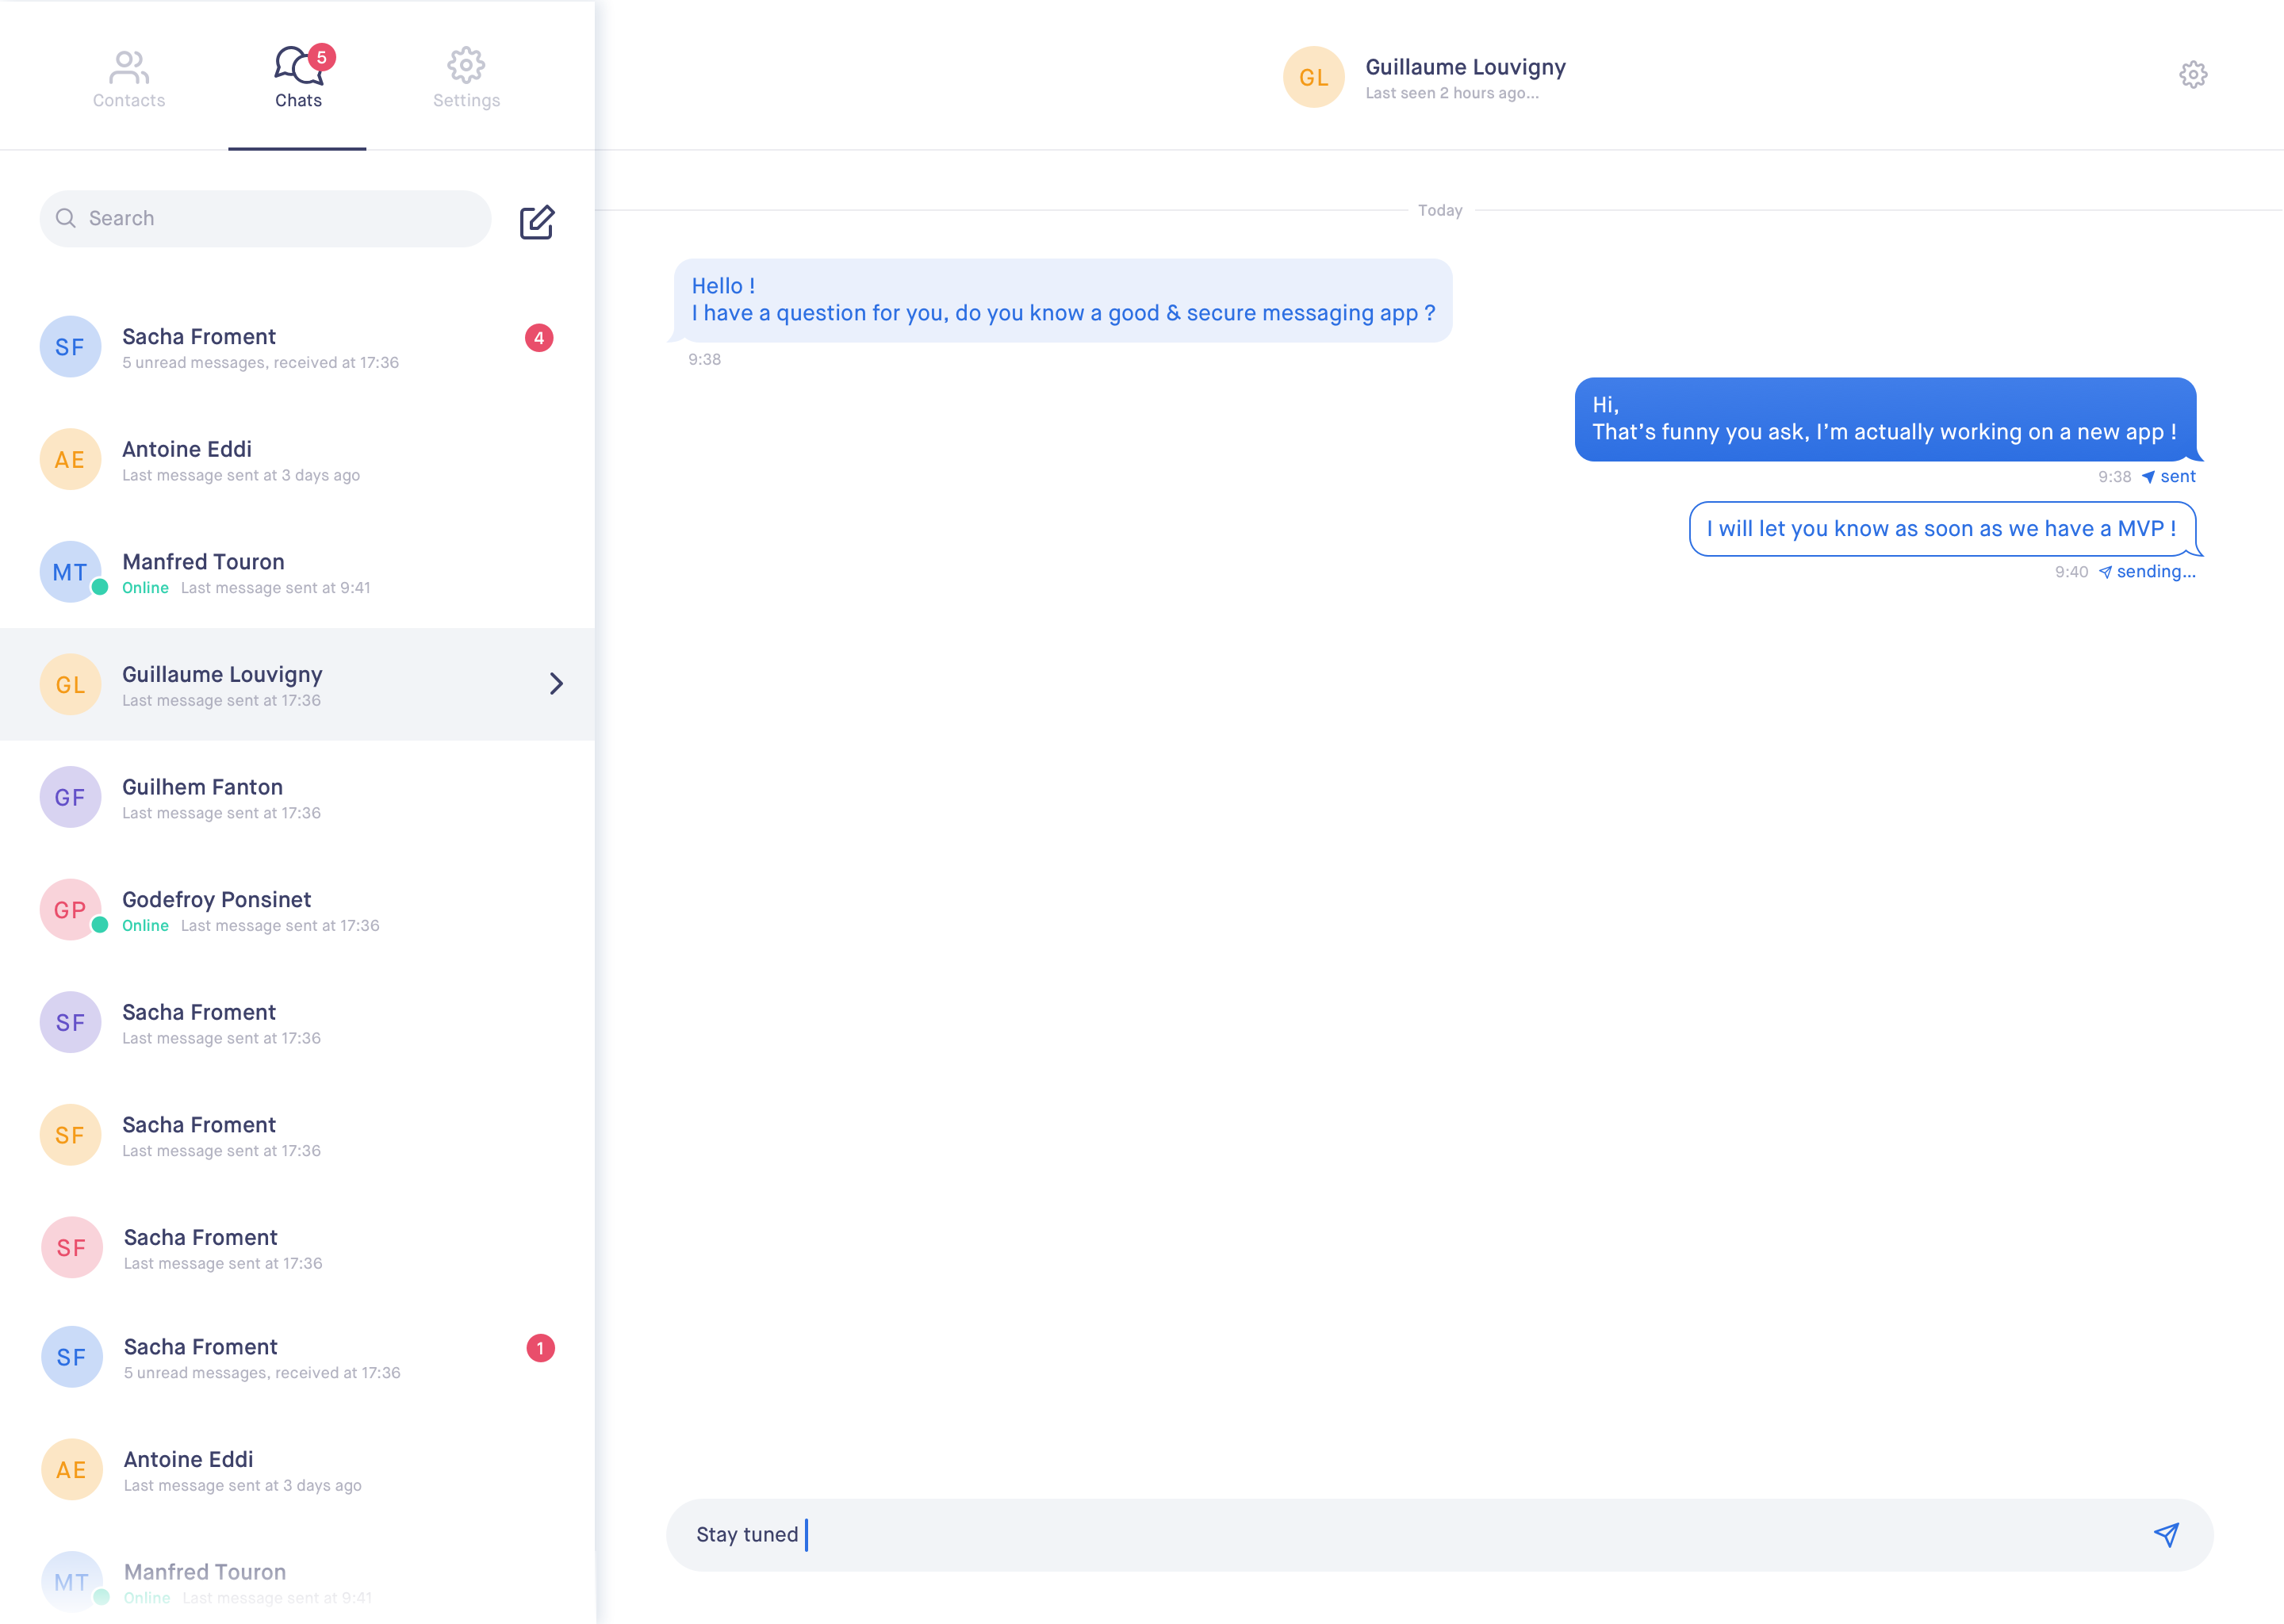 Contacts
5
Chats
Settings
Search
SF
Sacha Froment
5 unread messages, received at 17:36
4
AE
Antoine Eddi
Last message sent at 3 days ago
MT
Manfred Touron
Online Last message sent at 9:41
GL
Guillaume Louvigny
Last message sent at 17:36
GF
Guilhem Fanton
Last message sent at 17:36
GP
Godefroy Ponsinet
Online Last message sent at 17:36
SF
Sacha Froment
Last message sent at 17:36
SF
Sacha Froment
Last message sent at 17:36
SF
Sacha Froment
Last message sent at 17:36
SF
Sacha Froment
5 unread messages, received at 17:36
1
AE
Antoine Eddi
Last message sent at 3 days ago
MT
Manfred Touron
Online Last message sent at 9:41
GL
Guillaume Louvigny
Last seen 2 hours ago...
Today
Hello !
I have a question for you, do you know a good & secure messaging app ?
9:38
Hi,
That’s funny you ask, I’m actually working on a new app !
9:38 sent
I will let you know as soon as we have a MVP !
9:40 sending...
Stay tuned